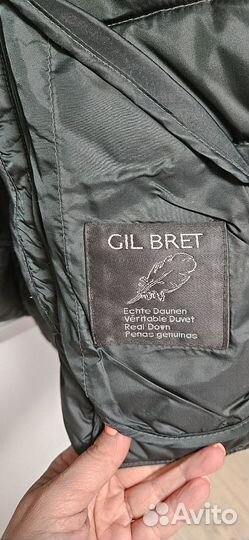 GIL BRET
Echte Daunen
Véritable Duvet
Real Down
Penas genuinas
Avito